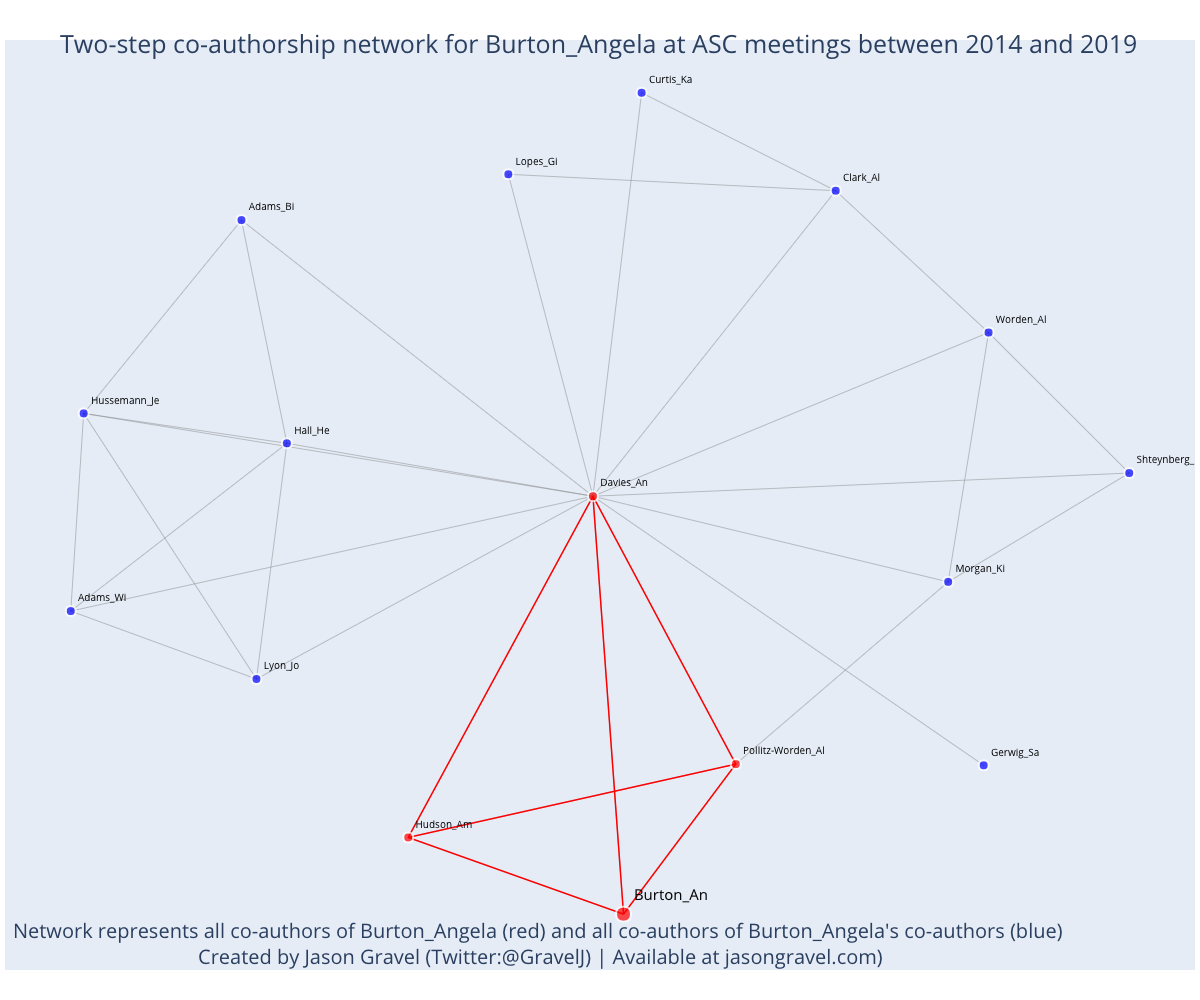 Two-step co-authorship network for Burton_Angela at ASC meetings between 2014 and 2019
Curtis_Ka
Lopes_Gi
Clark_Al
Adams_Bi
Worden_Al
Hussemann_Je
Hall_He
Shteynberg_
Davies_An
Morgan_Ki
Adams_Wi
Lyon_Jo
Pollitz-Worden_Al
Gerwig_Sa
Hudson_Am
Burton_An
Network represents all co-authors of Burton_Angela (red) and all co-authors of Burton_Angela's co-authors (blue)
Created by Jason Gravel (Twitter:@GravelJ) | Available at jasongravel.com)